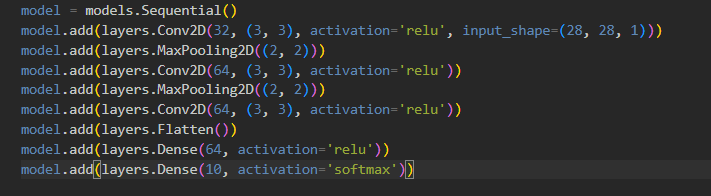 model = models.Sequential()
model.add(layers.Conv2D(32, (3, 3), activation='relu', input_shape=(28, 28, 1)))
model.add(layers.MaxPooling2D((2, 2)))
model.add(layers.Conv2D(64, (3, 3), activation='relu'))
model.add(layers.MaxPooling2D((2, 2)))
model.add(layers.Conv2D(64, (3, 3), activation='relu'))
model.add(layers.Flatten())
model.add(layers.Dense(64, activation='relu'))
model.add(layers.Dense(10, activation='softmax'))